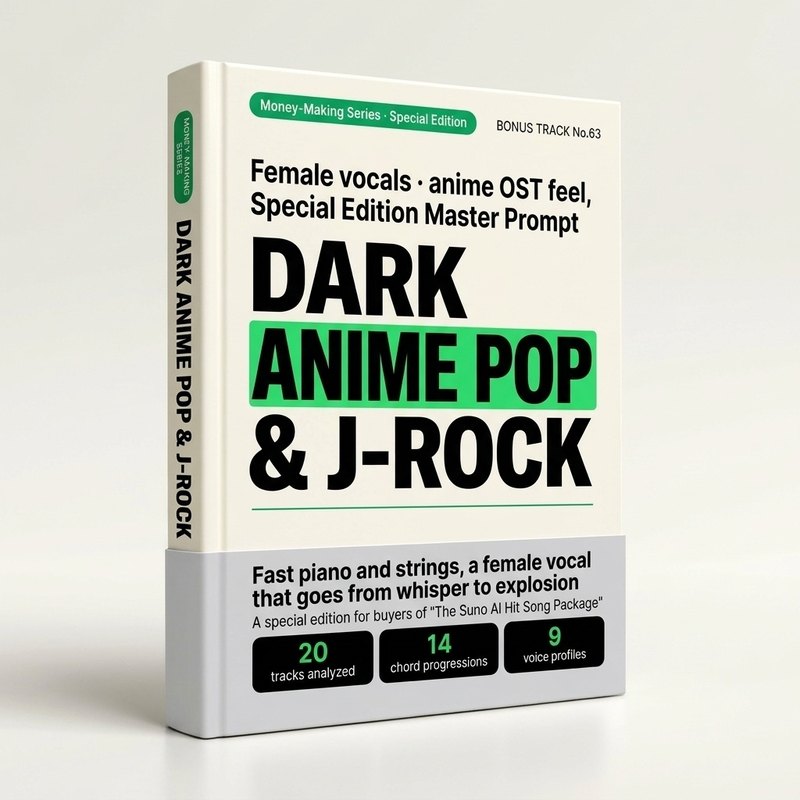 Money-Making Series · Special Edition
BONUS TRACK No.63
Female vocals · anime OST feel,
Special Edition Master Prompt
DARK
ANIME POP
& J-ROCK
Fast piano and strings, a female vocal
that goes from whisper to explosion
A special edition for buyers of "The Suno AI Hit Song Package"
20
tracks analyzed
14
chord progressions
9
voice profiles
MONEY MAKING
SERIES
DARK ANIME POP & J-ROCK